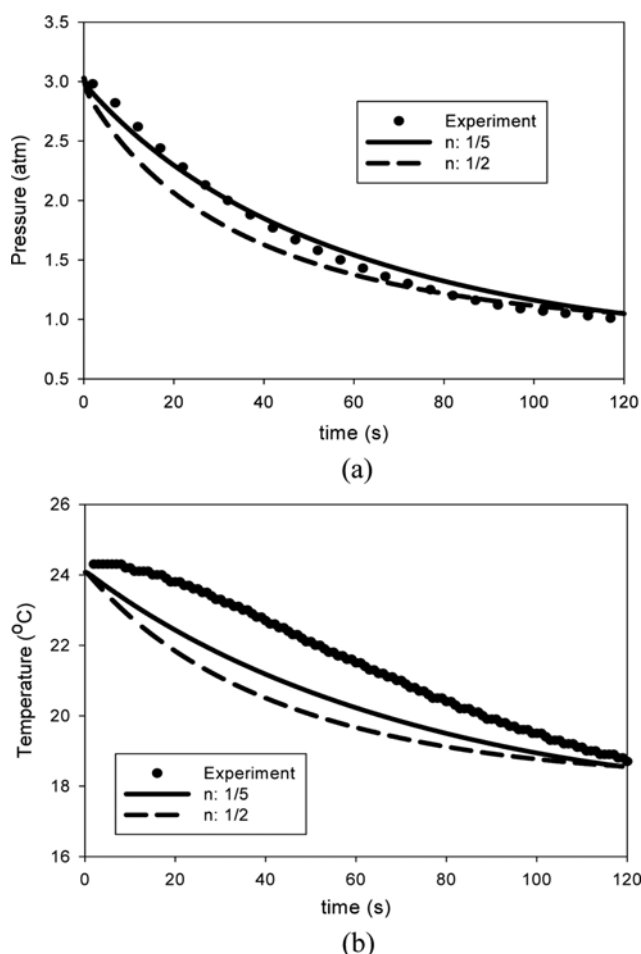 3.5
3.0
2.5
2.0
1.5
1.0
0.5
Pressure (atm)
Experiment
n: 1/5
n: 1/2
0 20 40 60 80 100 120
time (s)
(a)
26
24
22
20
18
16
Temperature (°C)
Experiment
n: 1/5
n: 1/2
0 20 40 60 80 100 120
time (s)
(b)